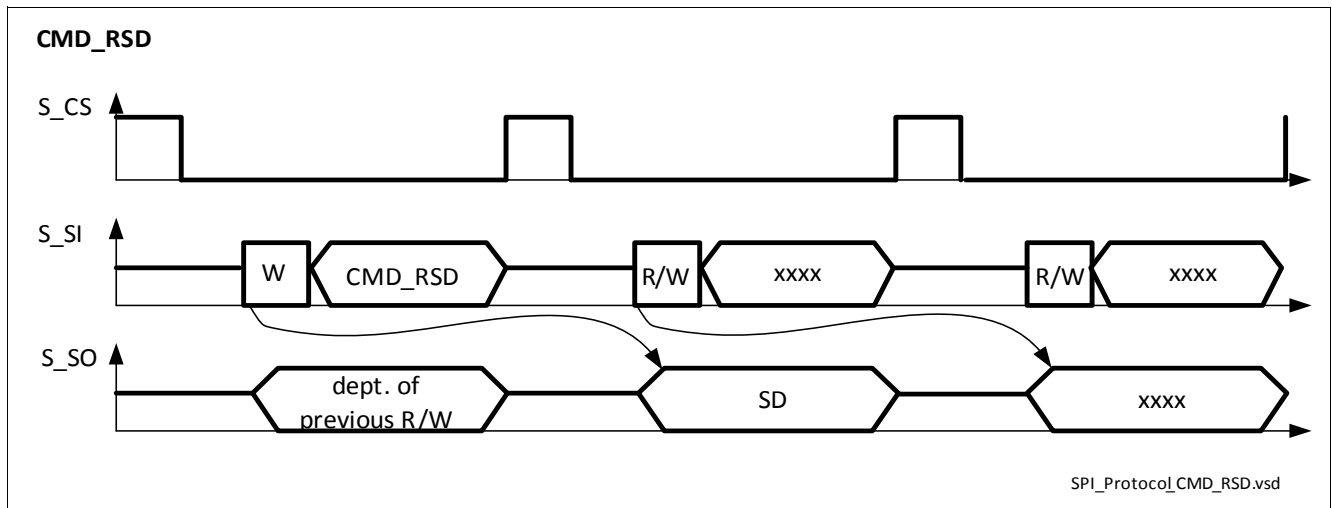 CMD_RSD
S_CS
S_SI
W
CMD_RSD
R/W
xxxx
R/W
xxxx
S_SO
dept. of
previous R/W
SD
xxxx
SPI_Protocol_CMD_RSD.vsd